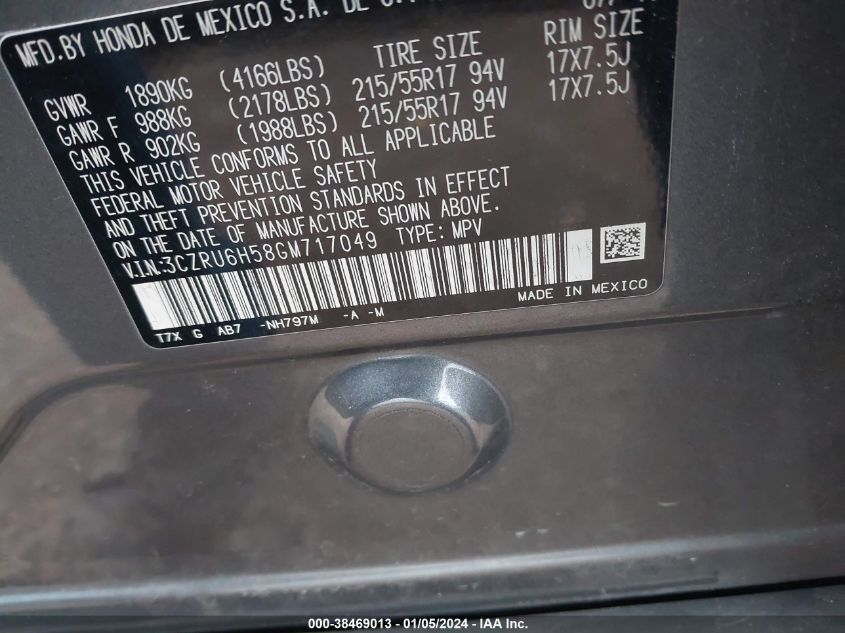 MFD.BY HONDA DE MEXICO S.A. DE
TIRE SIZE RIM SIZE
GVWR 1890KG (4166LBS)
GAWR F 988KG (2178LBS) 215/55R17 94V 17X7.5J
GAWR R 902KG (1988LBS) 215/55R17 94V 17X7.5J
THIS VEHICLE CONFORMS TO ALL APPLICABLE
FEDERAL MOTOR VEHICLE SAFETY
AND THEFT PREVENTION STANDARDS IN EFFECT
ON THE DATE OF MANUFACTURE SHOWN ABOVE.
V.I.N:3CZRU6H58GM717049 TYPE: MPV
MADE IN MEXICO
T7X G AB7 -NH797M -A -M
000-38469013 - 01/05/2024 - IAA Inc.